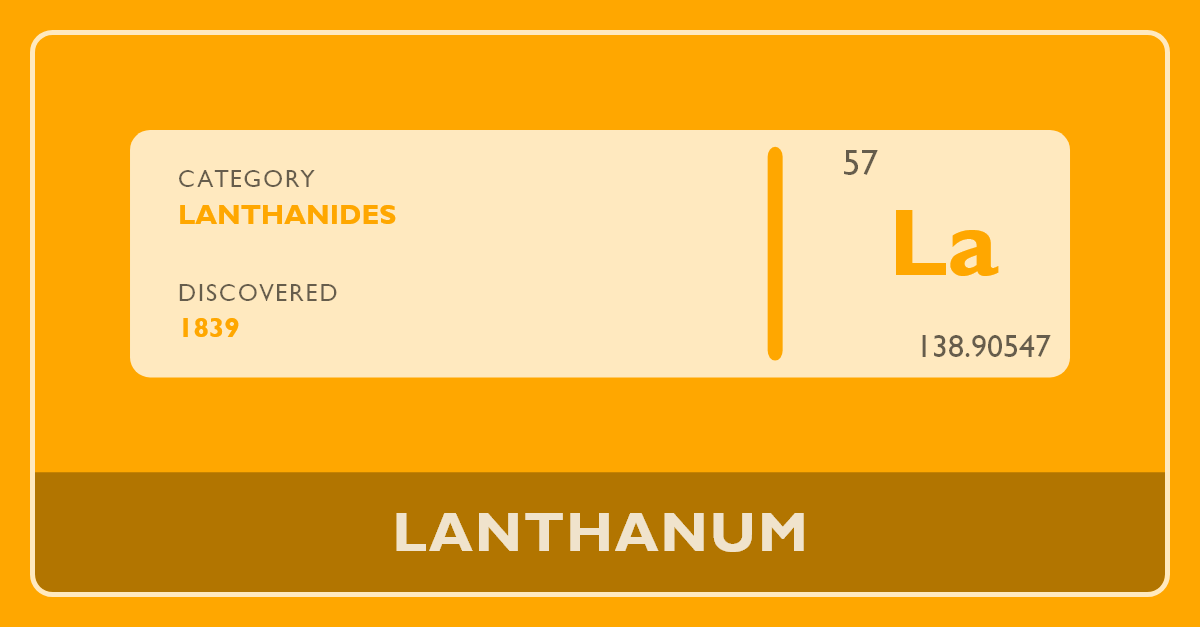 CATEGORY
LANTHANIDES
DISCOVERED
1839
57
La
138.90547
LANTHANUM